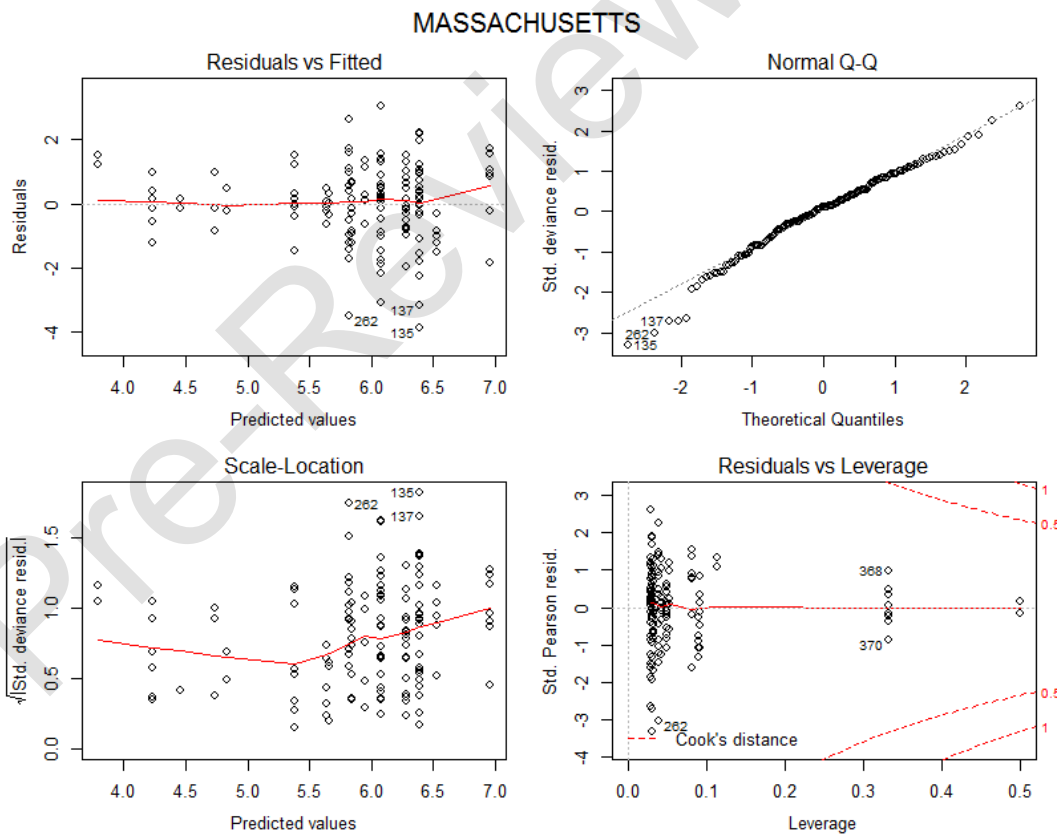 MASSACHUSETTS
Residuals vs Fitted
Residuals
2
0
-2
-4
262
137
135
4.0 4.5 5.0 5.5 6.0 6.5 7.0
Predicted values
Normal Q-Q
Std. deviance resid.
3
2
1
0
-1
-2
-3
137
262
135
-2 -1 0 1 2
Theoretical Quantiles
Scale-Location
√|Std. deviance resid.|
1.5
1.0
0.5
0.0
262
135
137
4.0 4.5 5.0 5.5 6.0 6.5 7.0
Predicted values
Residuals vs Leverage
Std. Pearson resid.
3
2
1
0
-1
-2
-3
-4
368
370
262
Cook's distance
1
0.5
0.5
1
0.0 0.1 0.2 0.3 0.4 0.5
Leverage
Pre-Review